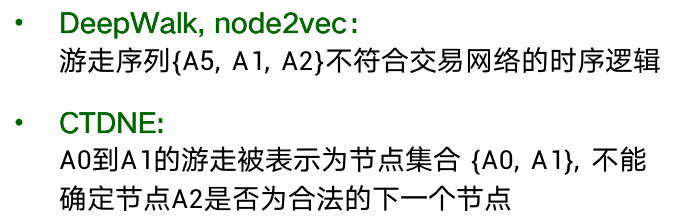 • DeepWalk, node2vec:
游走序列{A5, A1, A2}不符合交易网络的时序逻辑
• CTDNE:
A0到A1的游走被表示为节点集合 {A0, A1}, 不能
确定节点A2是否为合法的下一个节点